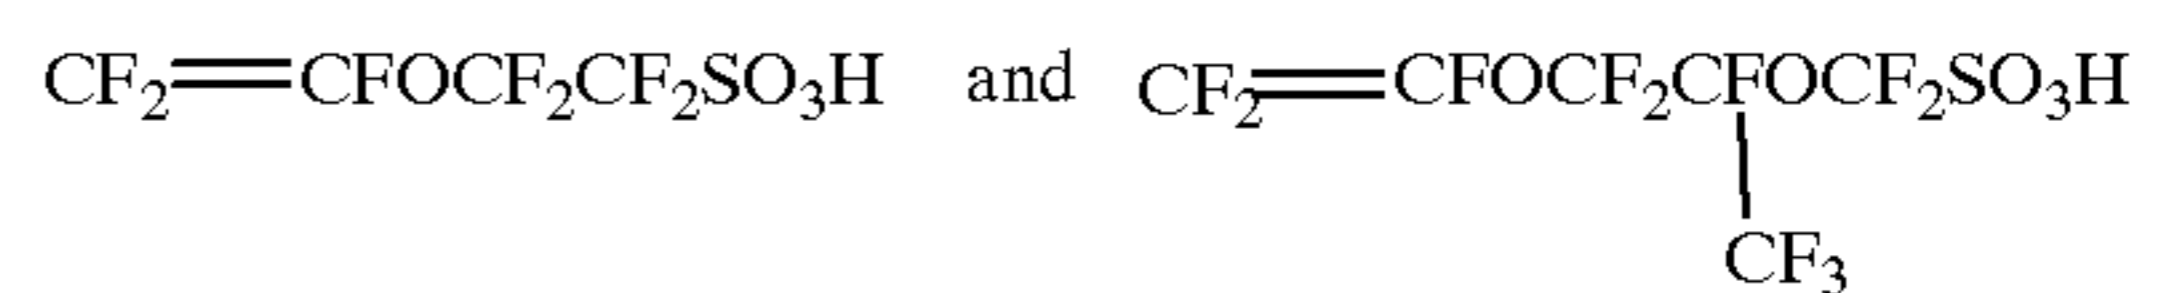 CF₂=CFOCF₂CF₂SO₃H and CF₂=CFOCF₂CFOCF₂SO₃H
CF₃